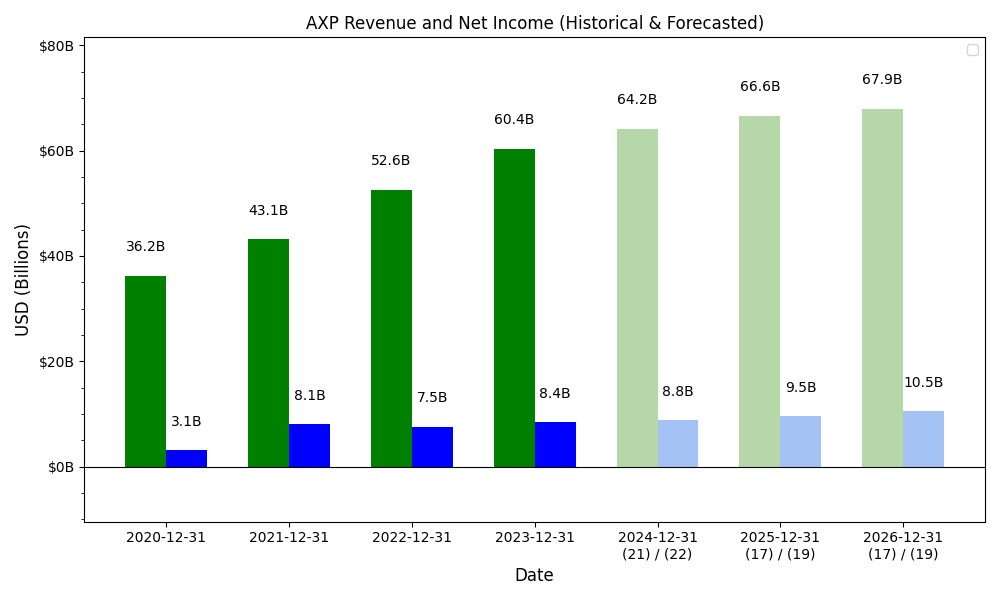 AXP Revenue and Net Income (Historical & Forecasted)
$80B
$60B
$40B
$20B
$0B
USD (Billions)
36.2B
3.1B
43.1B
8.1B
52.6B
7.5B
60.4B
8.4B
64.2B
8.8B
66.6B
9.5B
67.9B
10.5B
2020-12-31
2021-12-31
2022-12-31
2023-12-31
2024-12-31
(21) / (22)
2025-12-31
(17) / (19)
2026-12-31
(17) / (19)
Date